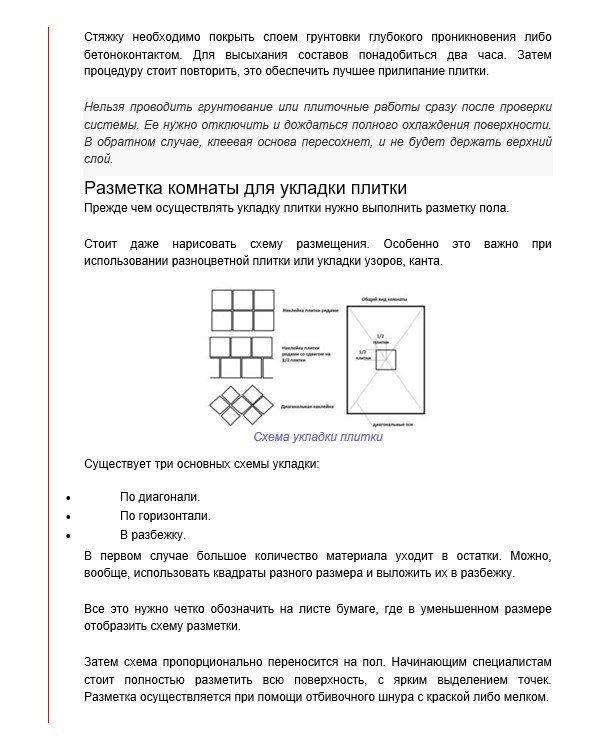 Стяжку необходимо покрыть слоем грунтовки глубокого проникновения либо
бетоноконтактом. Для высыхания составов понадобиться два часа. Затем
процедуру стоит повторить, это обеспечить лучшее прилипание плитки.
Нельзя проводить грунтование или плиточные работы сразу после проверки
системы. Ее нужно отключить и дождаться полного охлаждения поверхности.
В обратном случае, клеевая основа пересохнет, и не будет держать верхний
слой.
Разметка комнаты для укладки плитки
Прежде чем осуществлять укладку плитки нужно выполнить разметку пола.
Стоит даже нарисовать схему размещения. Особенно это важно при
использовании разноцветной плитки или укладки узоров, канта.
Наклейка плитки рядами
Наклейка плитки
рядами со сдвигом на
1/2 плитки
Диагональная наклейка
Общий вид комнаты
1/2
плитки
1/2
плитки
диагональные оси
Схема укладки плитки
Существует три основных схемы укладки:
• По диагонали.
• По горизонтали.
• В разбежку.
В первом случае большое количество материала уходит в остатки. Можно,
вообще, использовать квадраты разного размера и выложить их в разбежку.
Все это нужно четко обозначить на листе бумаге, где в уменьшенном размере
отобразить схему разметки.
Затем схема пропорционально переносится на пол. Начинающим специалистам
стоит полностью разметить всю поверхность, с ярким выделением точек.
Разметка осуществляется при помощи отбивочного шнура с краской либо мелком.